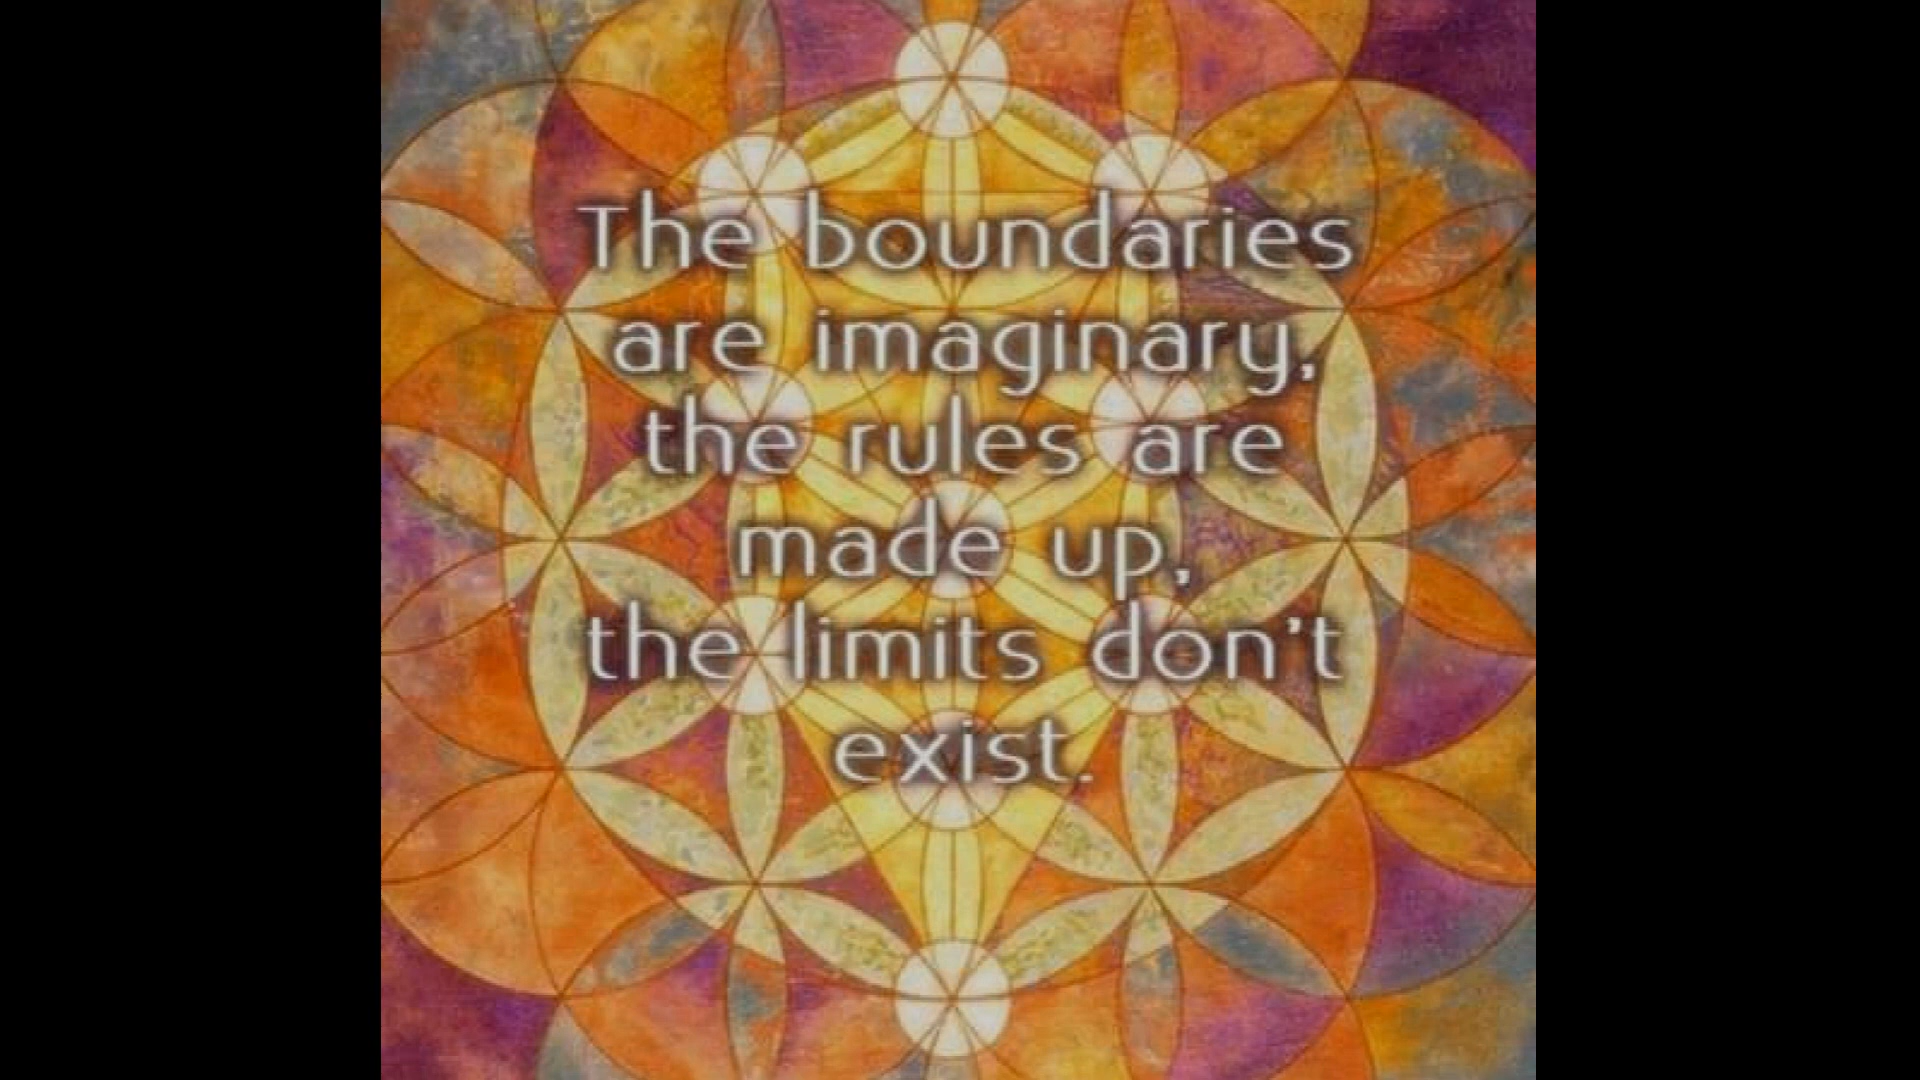 The boundaries
are imaginary,
the rules are
made up,
the limits don't
exist.